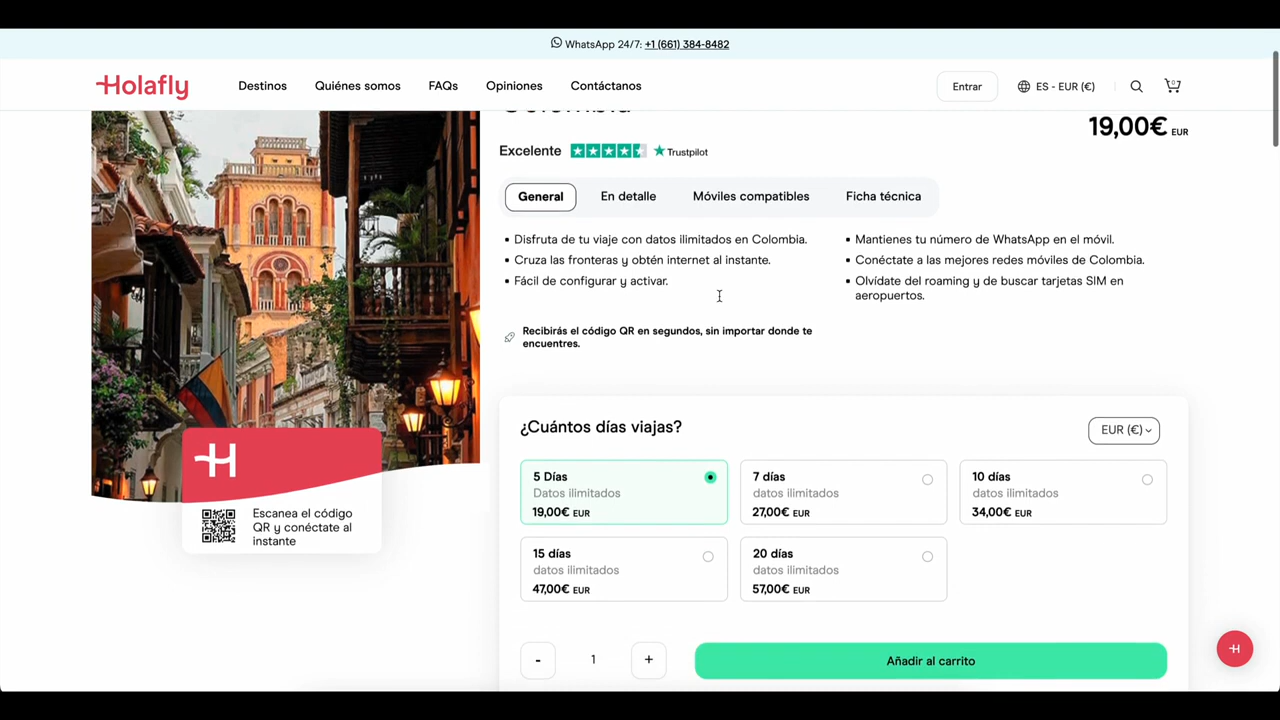 WhatsApp 24/7: +1 (661) 384-8482
Holafly
Destinos
Quiénes somos
FAQs
Opiniones
Contáctanos
Entrar
ES - EUR (€)
0
Colombia
19,00€ EUR
Excelente
Trustpilot
General
En detalle
Móviles compatibles
Ficha técnica
Disfruta de tu viaje con datos ilimitados en Colombia.
Cruza las fronteras y obtén internet al instante.
Fácil de configurar y activar.
Mantienes tu número de WhatsApp en el móvil.
Conéctate a las mejores redes móviles de Colombia.
Olvídate del roaming y de buscar tarjetas SIM en
aeropuertos.
Recibirás el código QR en segundos, sin importar donde te
encuentres.
Escanea el código
QR y conéctate al
instante
¿Cuántos días viajas?
EUR (€)
5 Días
Datos ilimitados
19,00€ EUR
7 días
datos ilimitados
27,00€ EUR
10 días
datos ilimitados
34,00€ EUR
15 días
datos ilimitados
47,00€ EUR
20 días
datos ilimitados
57,00€ EUR
-
1
+
Añadir al carrito